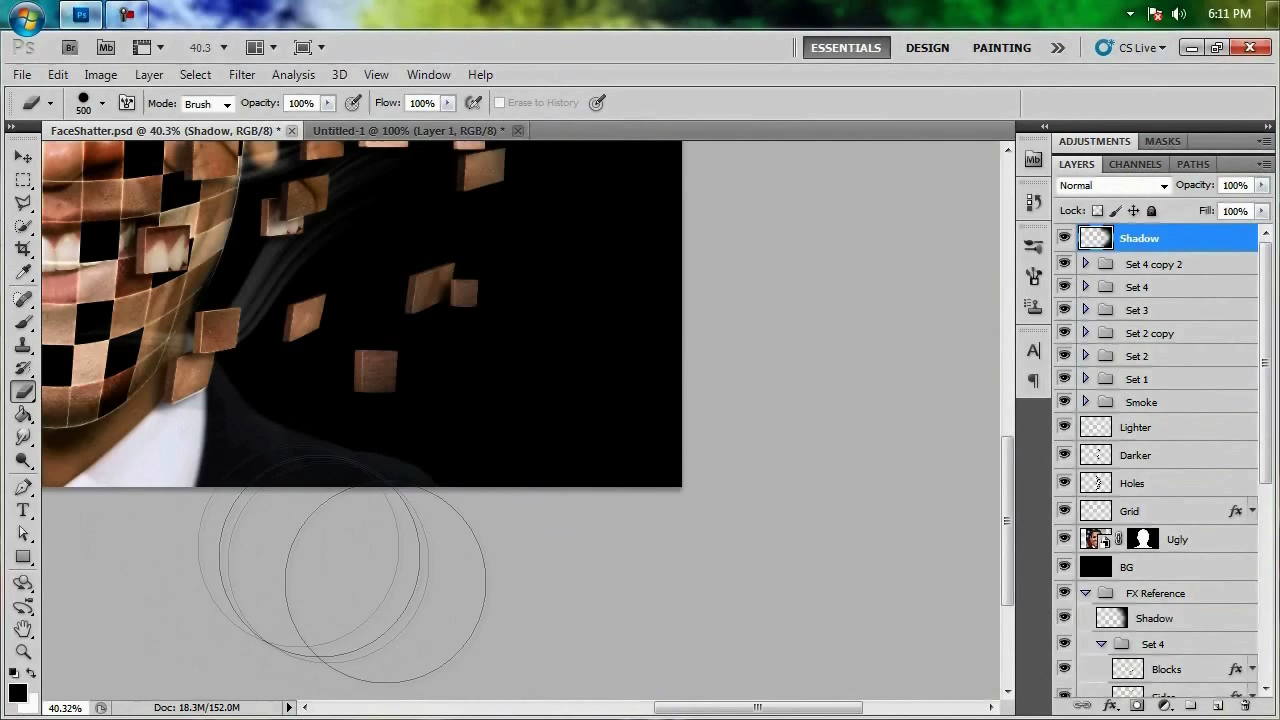 6:11 PM
Ps Br Mb 40.3 ESSENTIALS DESIGN PAINTING CS Live
File Edit Image Layer Select Filter Analysis 3D View Window Help
500 Mode: Brush Opacity: 100% Flow: 100% Erase to History
FaceShatter.psd @ 40.3% (Shadow, RGB/8) * Untitled-1 @ 100% (Layer 1, RGB/8) *
ADJUSTMENTS MASKS
Mb
LAYERS CHANNELS PATHS
Normal Opacity: 100%
Lock: Fill: 100%
Shadow
Set 4 copy 2
Set 4
Set 3
Set 2 copy
Set 2
Set 1
Smoke
Lighter
Darker
Holes
Grid fx
Ugly
BG
FX Reference
Shadow
Set 4
Blocks fx
40.32% Doc: 18.3M/152.0M